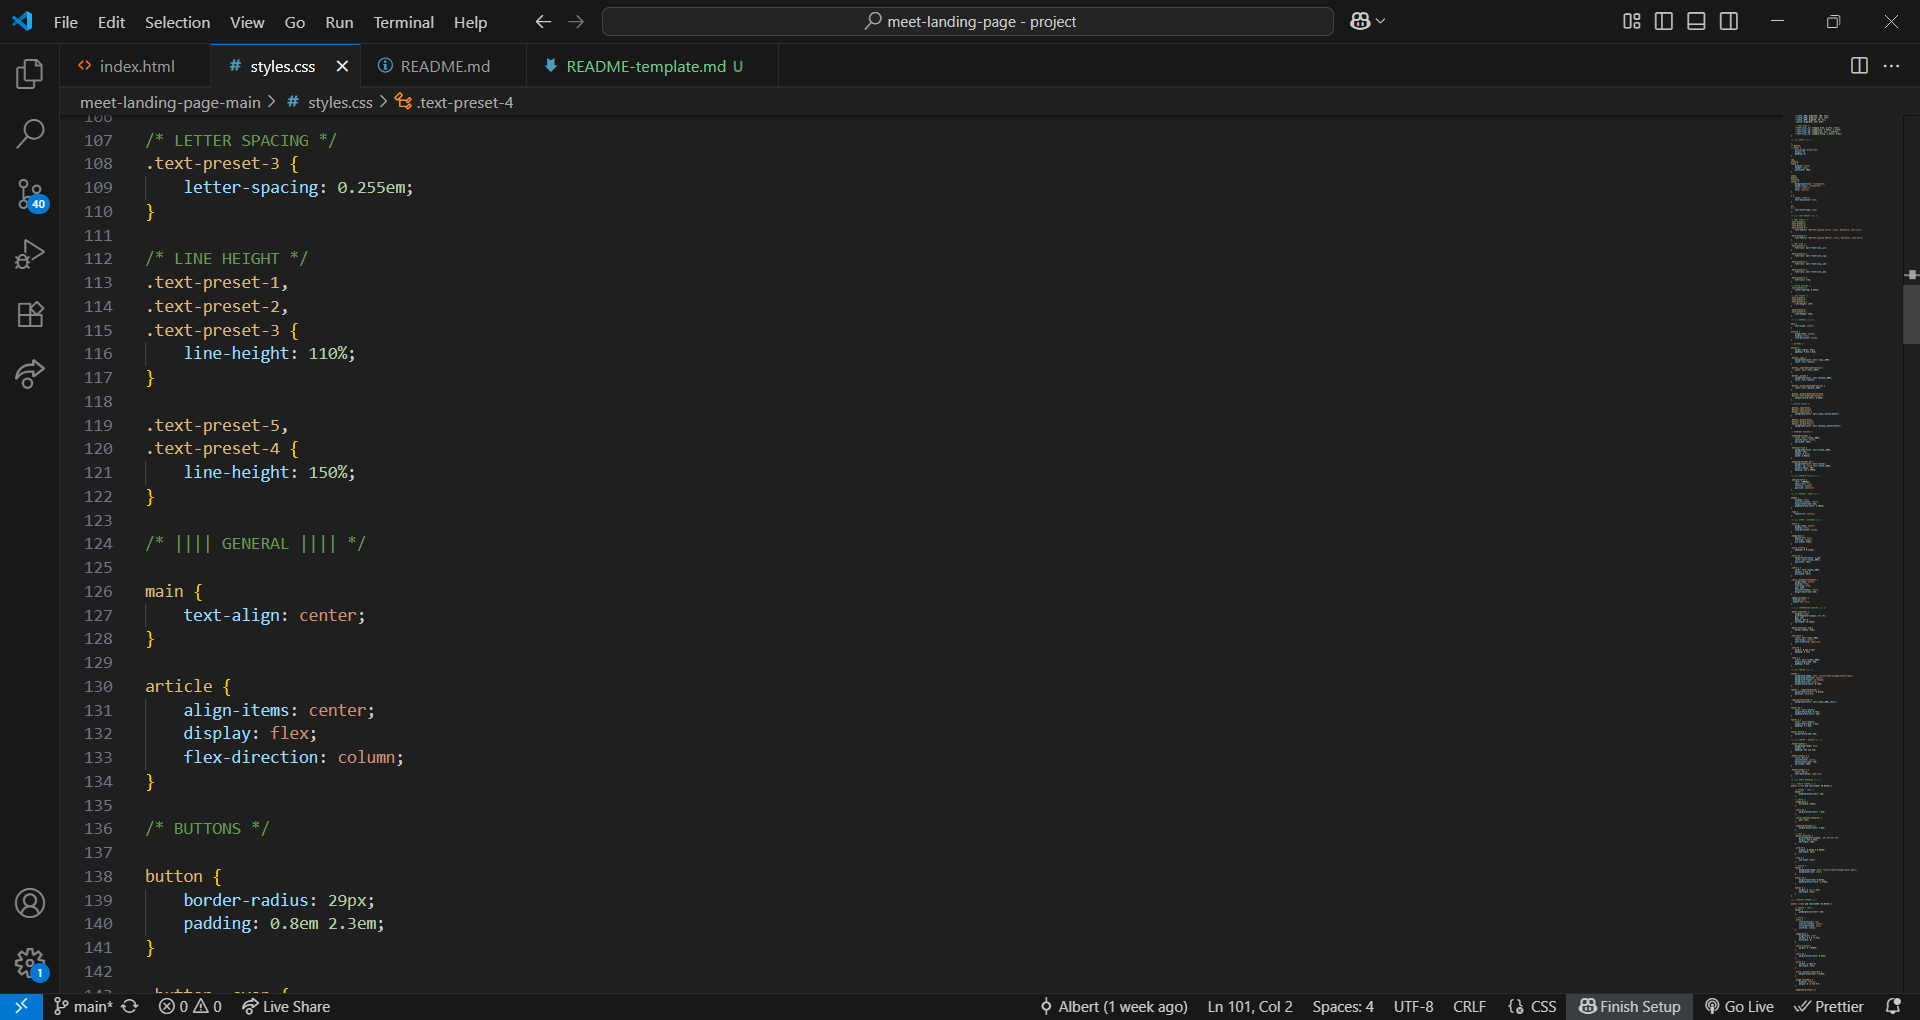 File Edit Selection View Go Run Terminal Help
meet-landing-page - project
index.html
styles.css
README.md
README-template.md U
meet-landing-page-main > styles.css > .text-preset-4
106
107 /* LETTER SPACING */
108 .text-preset-3 {
109 letter-spacing: 0.255em;
110 }
111
112 /* LINE HEIGHT */
113 .text-preset-1,
114 .text-preset-2,
115 .text-preset-3 {
116 line-height: 110%;
117 }
118
119 .text-preset-5,
120 .text-preset-4 {
121 line-height: 150%;
122 }
123
124 /* |||| GENERAL |||| */
125
126 main {
127 text-align: center;
128 }
129
130 article {
131 align-items: center;
132 display: flex;
133 flex-direction: column;
134 }
135
136 /* BUTTONS */
137
138 button {
139 border-radius: 29px;
140 padding: 0.8em 2.3em;
141 }
142
40
1
main* 0 0 Live Share Albert (1 week ago) Ln 101, Col 2 Spaces: 4 UTF-8 CRLF CSS Finish Setup Go Live Prettier